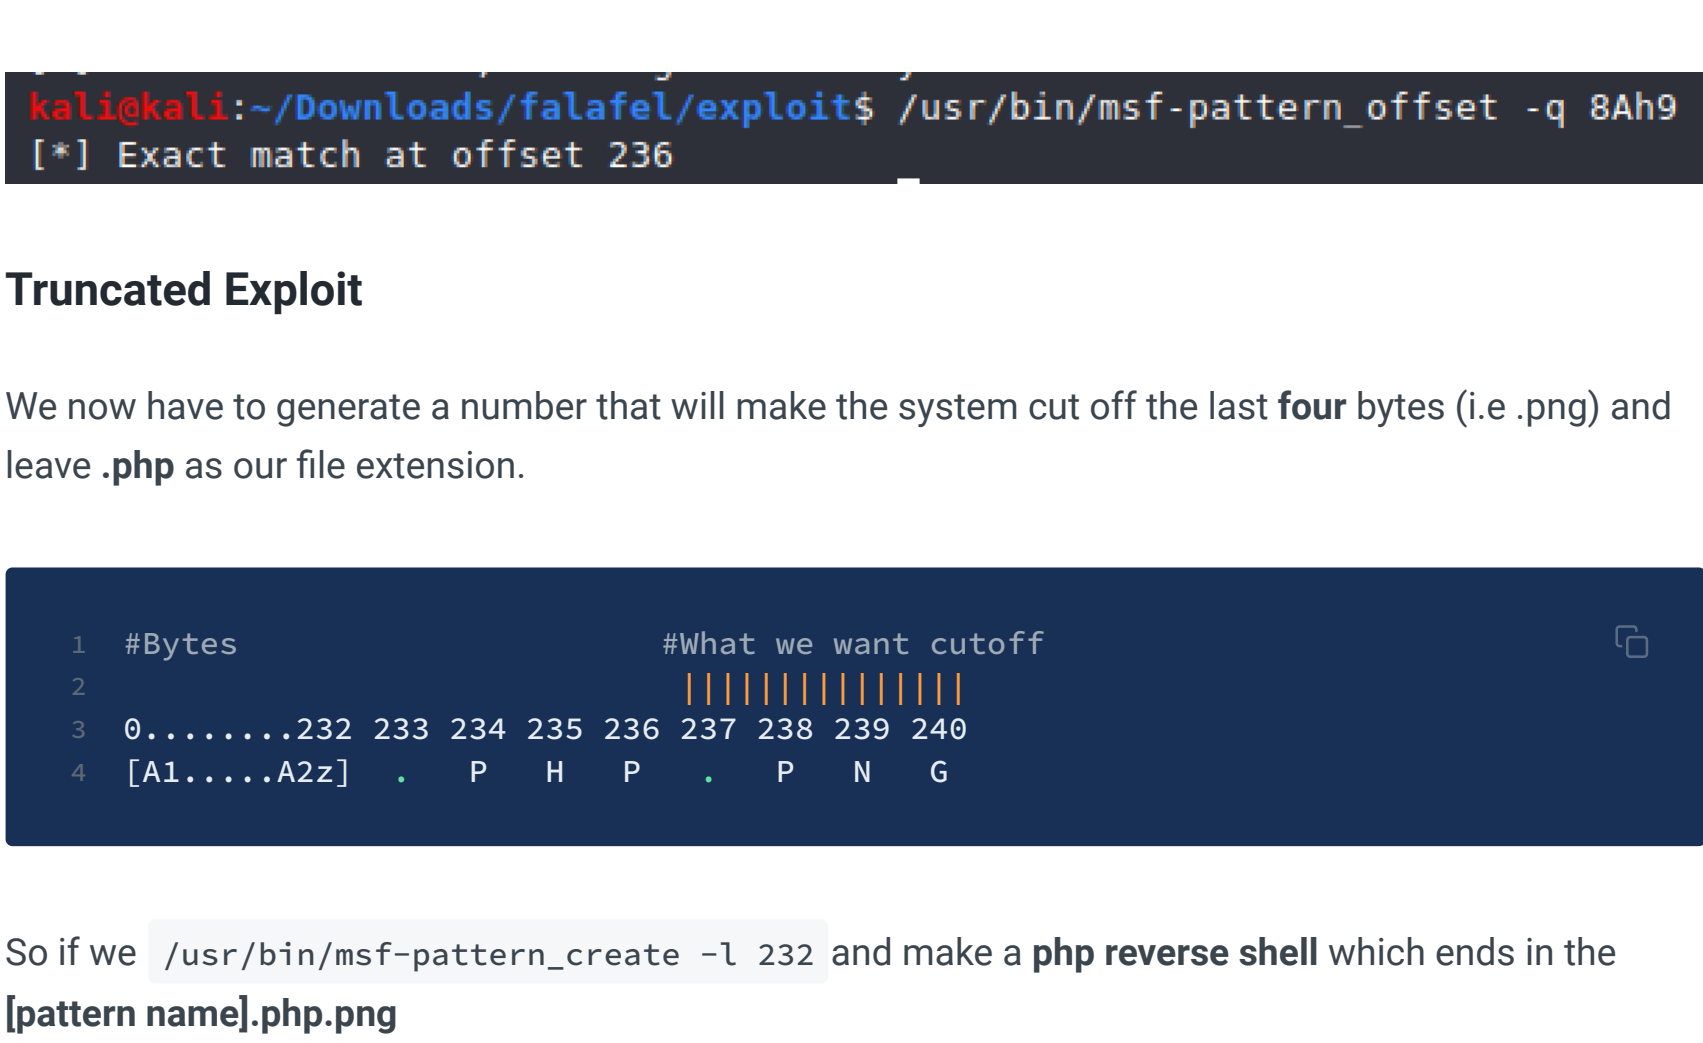 kali@kali:~/Downloads/falafel/exploit$ /usr/bin/msf-pattern_offset -q 8Ah9
[*] Exact match at offset 236
Truncated Exploit
We now have to generate a number that will make the system cut off the last four bytes (i.e .png) and
leave .php as our file extension.
1 #Bytes #What we want cutoff
2 |||||||||||||||
3 0........232 233 234 235 236 237 238 239 240
4 [A1.....A2z] . P H P . P N G
So if we /usr/bin/msf-pattern_create -l 232 and make a php reverse shell which ends in the
[pattern name].php.png